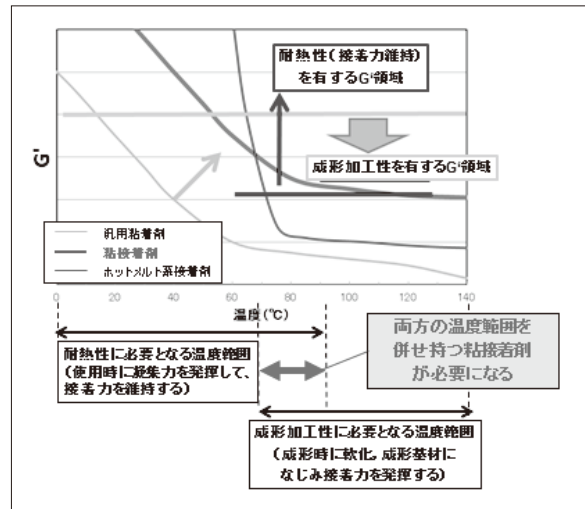 耐熱性（接着力維持）
を有するG'領域
成形加工性を有するG'領域
G'
汎用粘着剤
粘接着剤
ホットメルト系接着剤
0
20
40
60
80
100
120
140
温度(℃)
耐熱性に必要となる温度範囲
（使用時に凝集力を発揮して、
接着力を維持する）
両方の温度範囲を
併せ持つ粘接着剤
が必要になる
成形加工性に必要となる温度範囲
（成形時に軟化、成形基材に
なじみ接着力を発揮する）